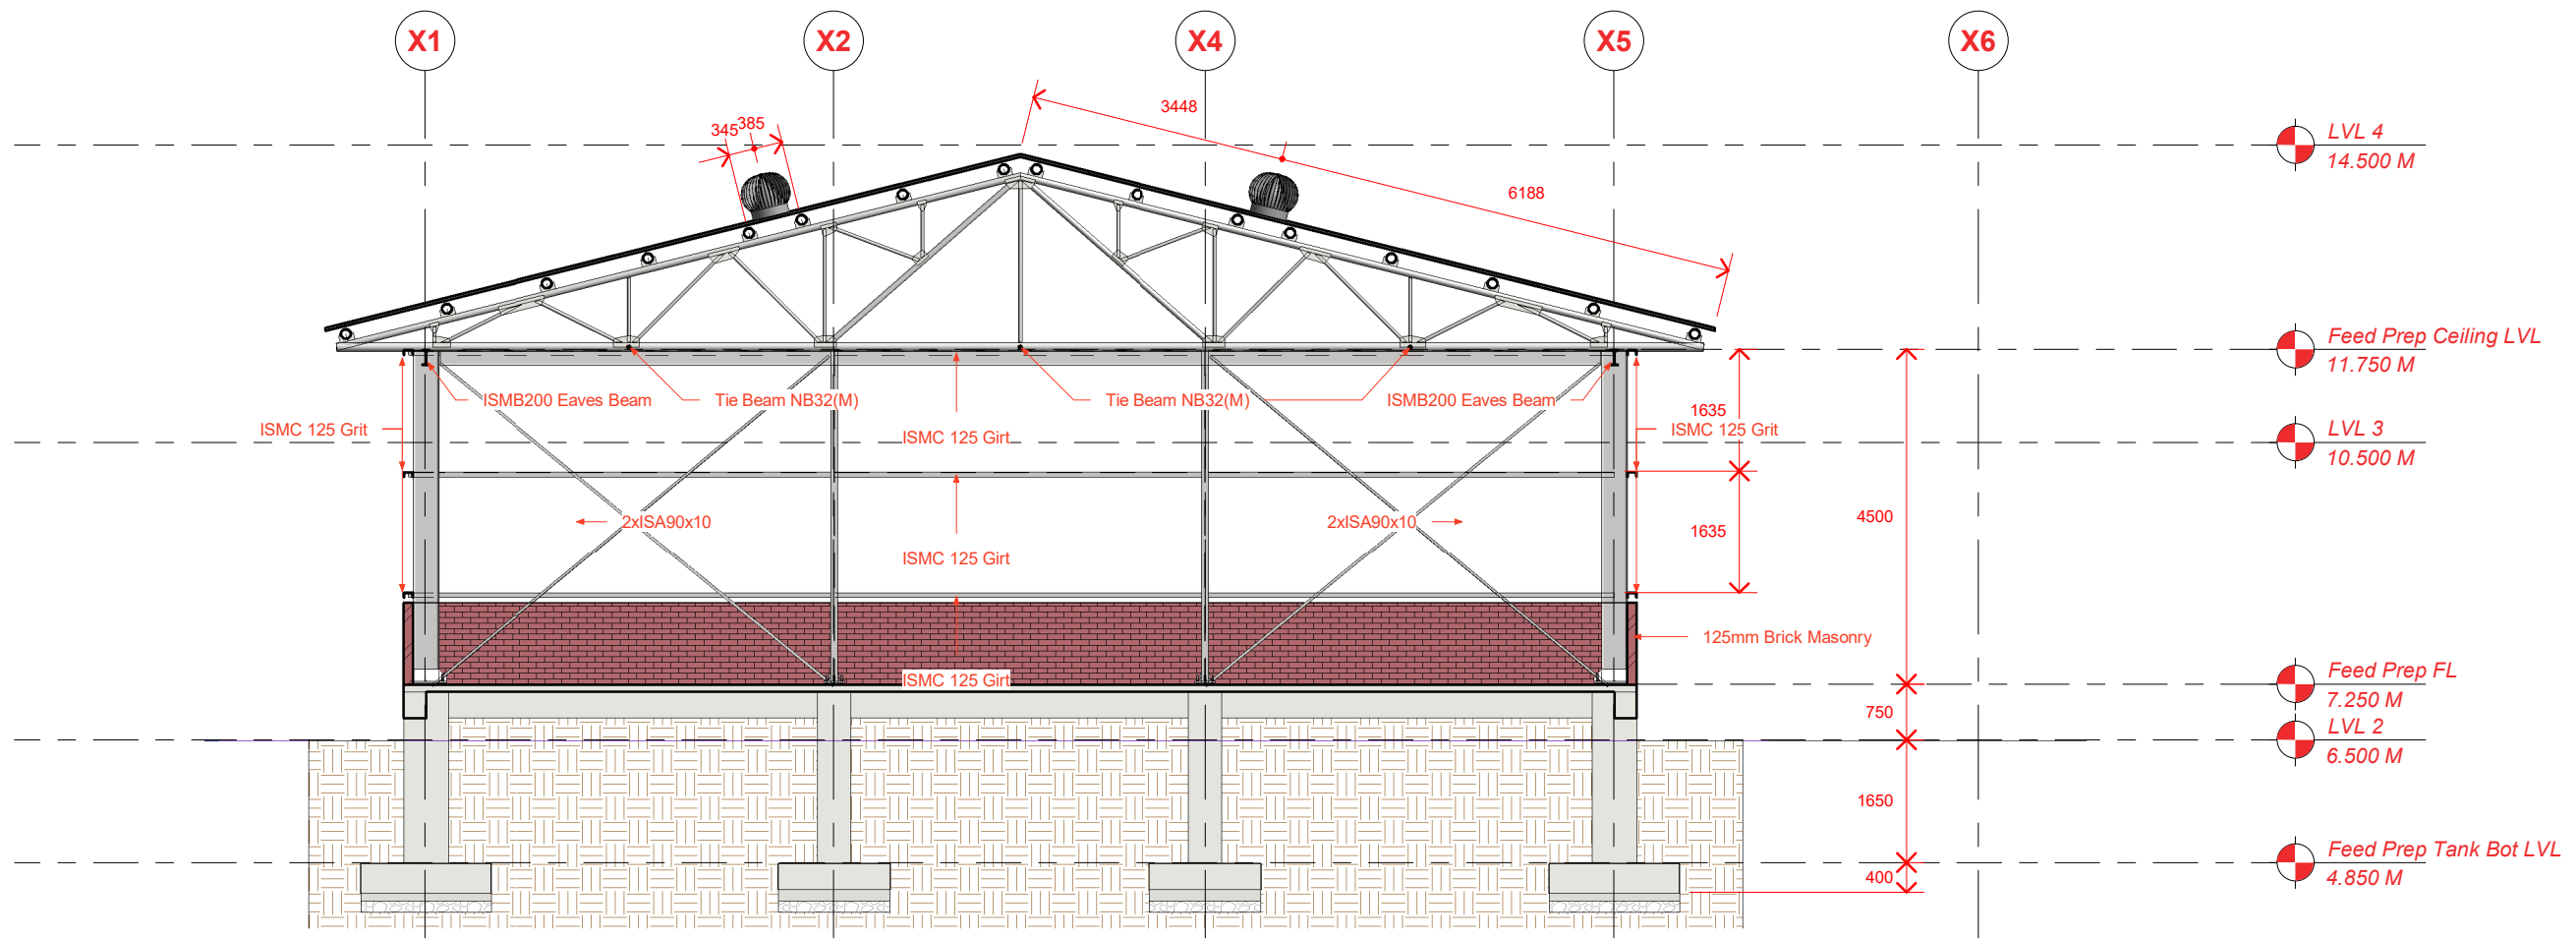 X1
X2
X4
X5
X6
3448
345
385
LVL 4
14.500 M
6188
Feed Prep Ceiling LVL
11.750 M
ISMB200 Eaves Beam
Tie Beam NB32(M)
Tie Beam NB32(M)
ISMB200 Eaves Beam
1635
ISMC 125 Grit
ISMC 125 Girt
ISMC 125 Grit
LVL 3
10.500 M
2xISA90x10
2xISA90x10
4500
1635
ISMC 125 Girt
125mm Brick Masonry
ISMC 125 Girt
Feed Prep FL
7.250 M
750
LVL 2
6.500 M
1650
Feed Prep Tank Bot LVL
4.850 M
400